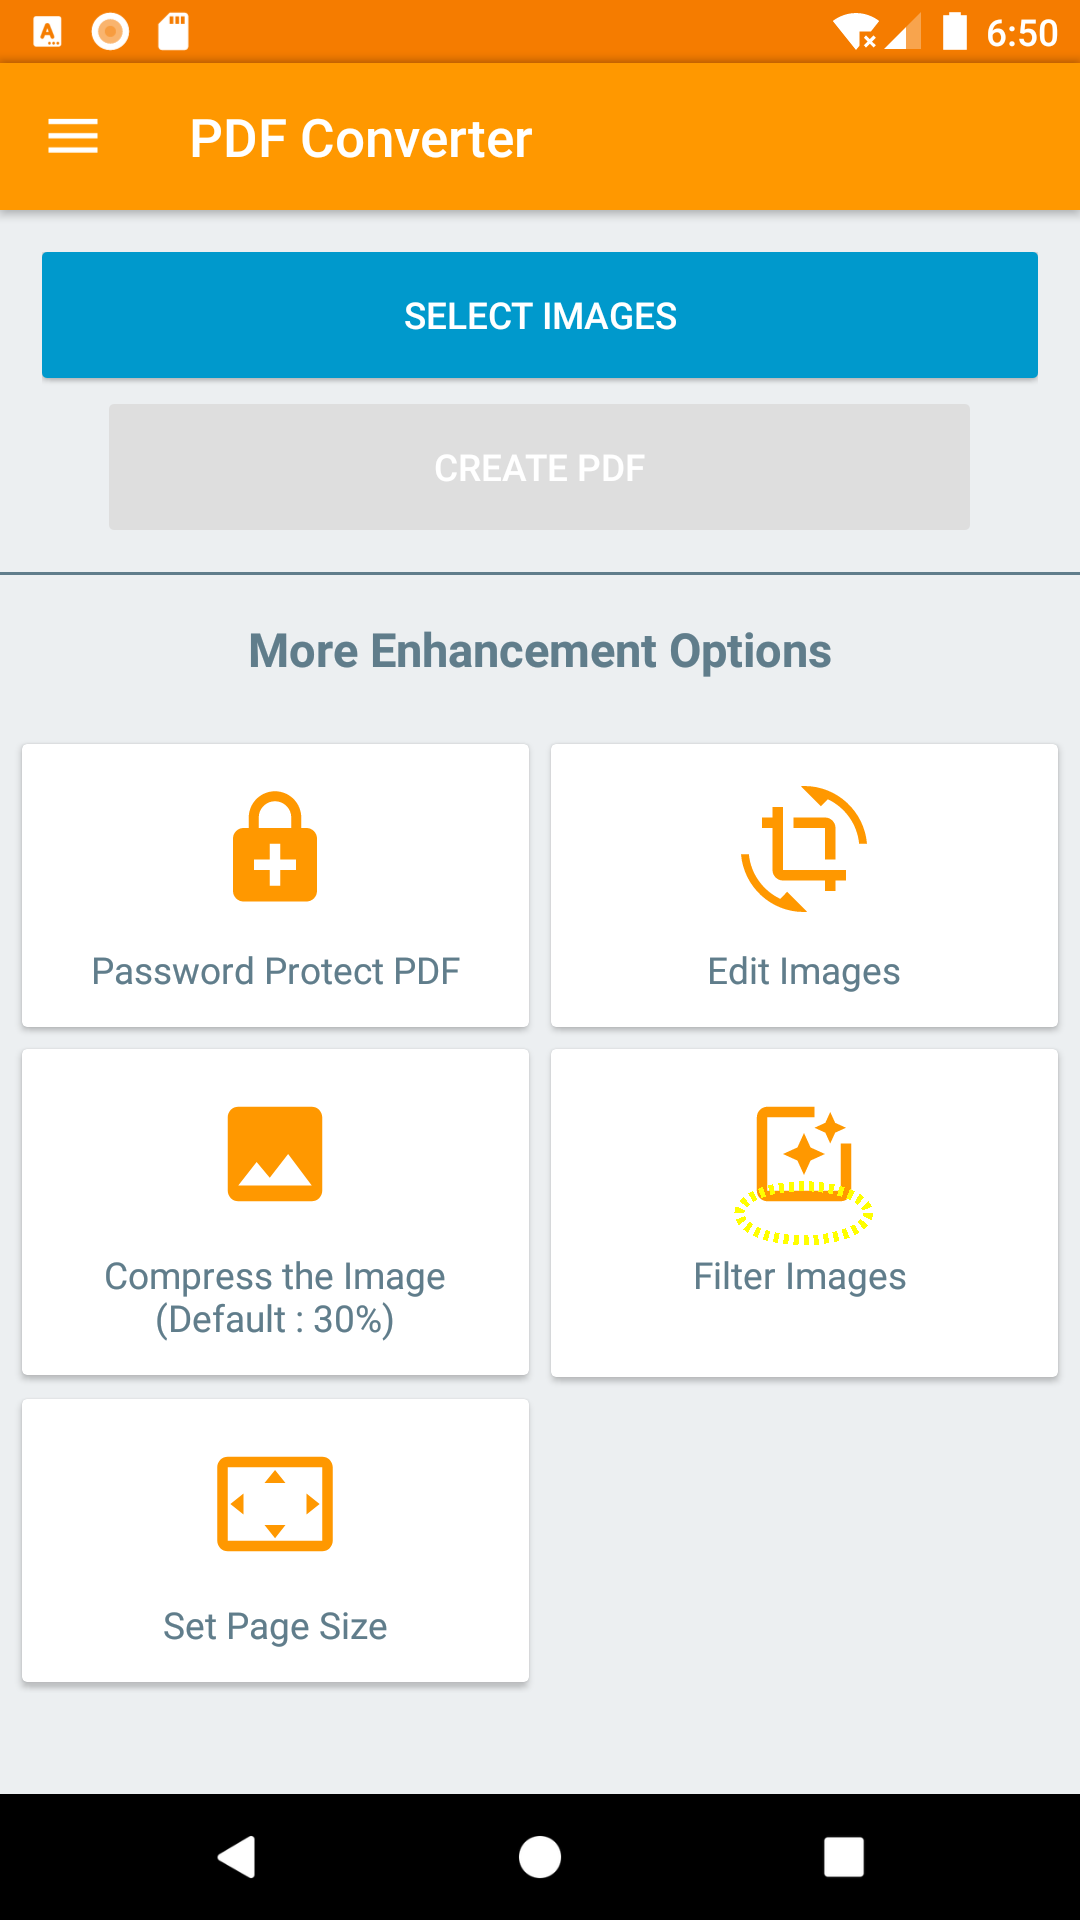 6:50
PDF Converter
SELECT IMAGES
CREATE PDF
More Enhancement Options
Password Protect PDF
Edit Images
Compress the Image
(Default : 30%)
Filter Images
Set Page Size